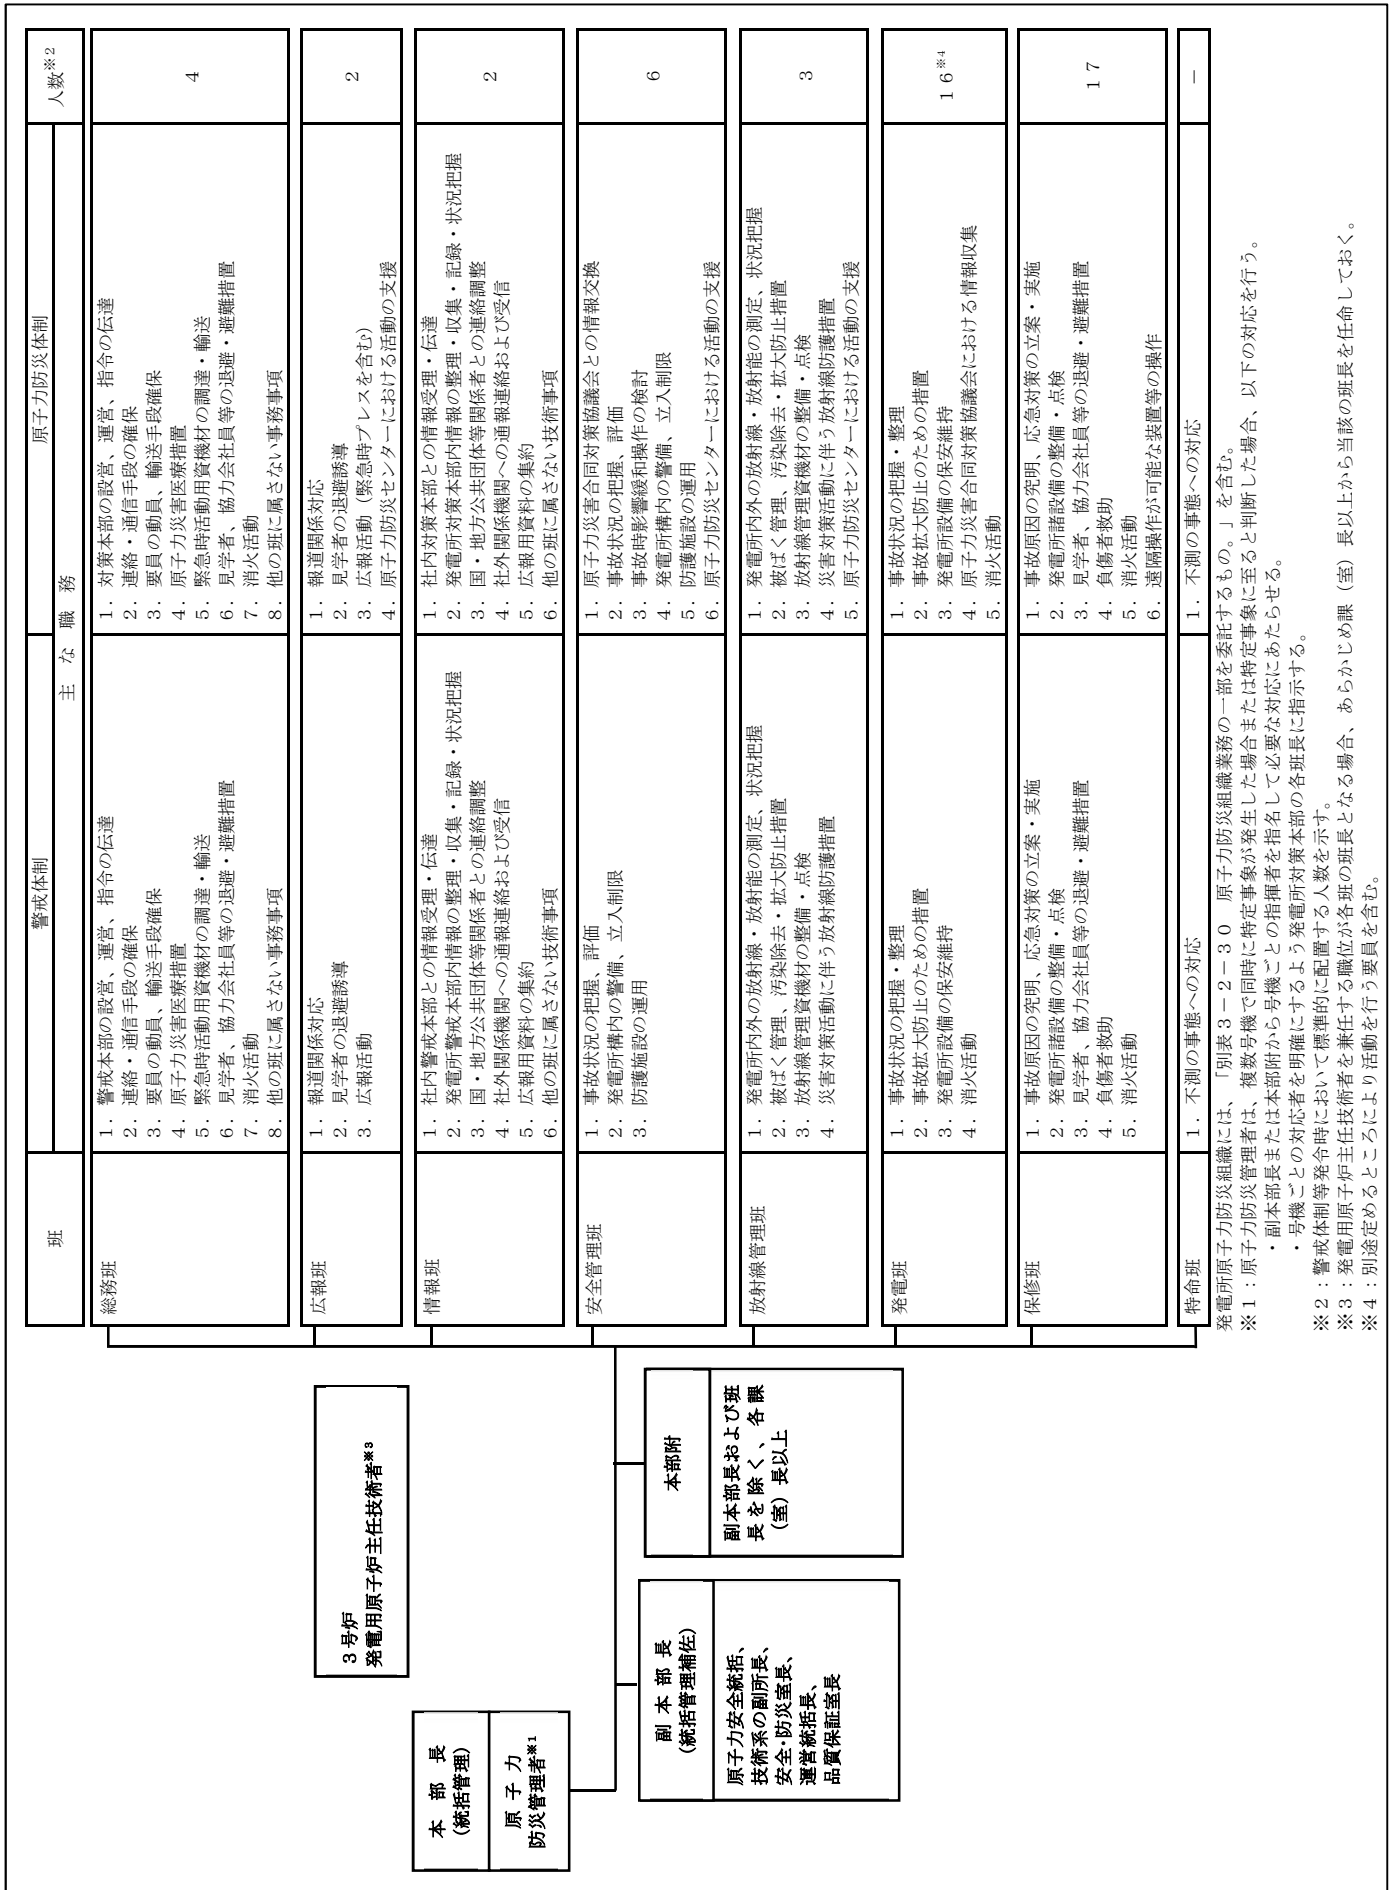 本　部　長
(統括管理)
原　子　力
防災管理者※1
3号炉
発電用原子炉主任技術者※3
副　本　部　長
(統括管理補佐)
原子力安全統括、
技術系の副所長、
安全・防災室長、
運営統括長、
品質保証室長
本部附
副本部長および班
長を除く、各課
(室)長以上
班
警戒体制
原子力防災体制
主　な　職　務
人数※2
総務班
1．警戒本部の設営、運営、指令の伝達
2．連絡・通信手段の確保
3．要員の動員、輸送手段確保
4．原子力災害医療措置
5．緊急時活動用資機材の調達・輸送
6．見学者、協力会社員等の退避・避難措置
7．消火活動
8．他の班に属さない事務事項
1．対策本部の設営、運営、指令の伝達
2．連絡・通信手段の確保
3．要員の動員、輸送手段確保
4．原子力災害医療措置
5．緊急時活動用資機材の調達・輸送
6．見学者、協力会社員等の退避・避難措置
7．消火活動
8．他の班に属さない事務事項
4
広報班
1．報道関係対応
2．見学者の退避誘導
3．広報活動
1．報道関係対応
2．見学者の退避誘導
3．広報活動（緊急時プレスを含む）
4．原子力防災センターにおける活動の支援
2
情報班
1．社内警戒本部との情報受理・伝達
2．発電所警戒本部内情報の整理・収集・記録・状況把握
3．国・地方公共団体等関係者との連絡調整
4．社外関係機関への通報連絡および受信
5．広報用資料の集約
6．他の班に属さない技術事項
1．社内対策本部との情報受理・伝達
2．発電所対策本部内情報の整理・収集・記録・状況把握
3．国・地方公共団体等関係者との連絡調整
4．社外関係機関への通報連絡および受信
5．広報用資料の集約
6．他の班に属さない技術事項
2
安全管理班
1．事故状況の把握、評価
2．発電所構内の警備、立入制限
3．防護施設の運用
1．原子力災害合同対策協議会との情報交換
2．事故状況の把握、評価
3．事故時影響緩和操作の検討
4．発電所構内の警備、立入制限
5．防護施設の運用
6．原子力防災センターにおける活動の支援
6
放射線管理班
1．発電所内外の放射線・放射能の測定、状況把握
2．被ばく管理、汚染除去・拡大防止措置
3．放射線管理資機材の整備・点検
4．災害対策活動に伴う放射線防護措置
1．発電所内外の放射線・放射能の測定、状況把握
2．被ばく管理、汚染除去・拡大防止措置
3．放射線管理資機材の整備・点検
4．災害対策活動に伴う放射線防護措置
5．原子力防災センターにおける活動の支援
3
発電班
1．事故状況の把握・整理
2．事故拡大防止のための措置
3．発電所設備の保安維持
4．消火活動
1．事故状況の把握・整理
2．事故拡大防止のための措置
3．発電所設備の保安維持
4．原子力災害合同対策協議会における情報収集
5．消火活動
16※4
保修班
1．事故原因の究明、応急対策の立案・実施
2．発電所諸設備の整備・点検
3．見学者、協力会社員等の退避・避難措置
4．負傷者救助
5．消火活動
1．事故原因の究明、応急対策の立案・実施
2．発電所諸設備の整備・点検
3．見学者、協力会社員等の退避・避難措置
4．負傷者救助
5．消火活動
6．遠隔操作が可能な装置等の操作
17
特命班
1．不測の事態への対応
1．不測の事態への対応
－
発電所原子力防災組織には、「別表３－２－３０　原子力防災組織業務の一部を委託するもの。」を含む。
※1：原子力防災管理者は、複数号機で同時に特定事象が発生した場合または特定事象に至ると判断した場合、以下の対応を行う。
・副本部長または本部附から号機ごとの指揮者を指名して必要な対応にあたらせる。
・号機ごとの対応者を明確にするよう発電所対策本部の各班長に指示する。
※2：警戒体制等発令時において標準的に配置する人数を示す。
※3：発電用原子炉主任技術者を兼任する職位が各班の班長となる場合、あらかじめ課（室）長以上から当該の班長を任命しておく。
※4：別途定めるところにより活動を行う要員を含む。